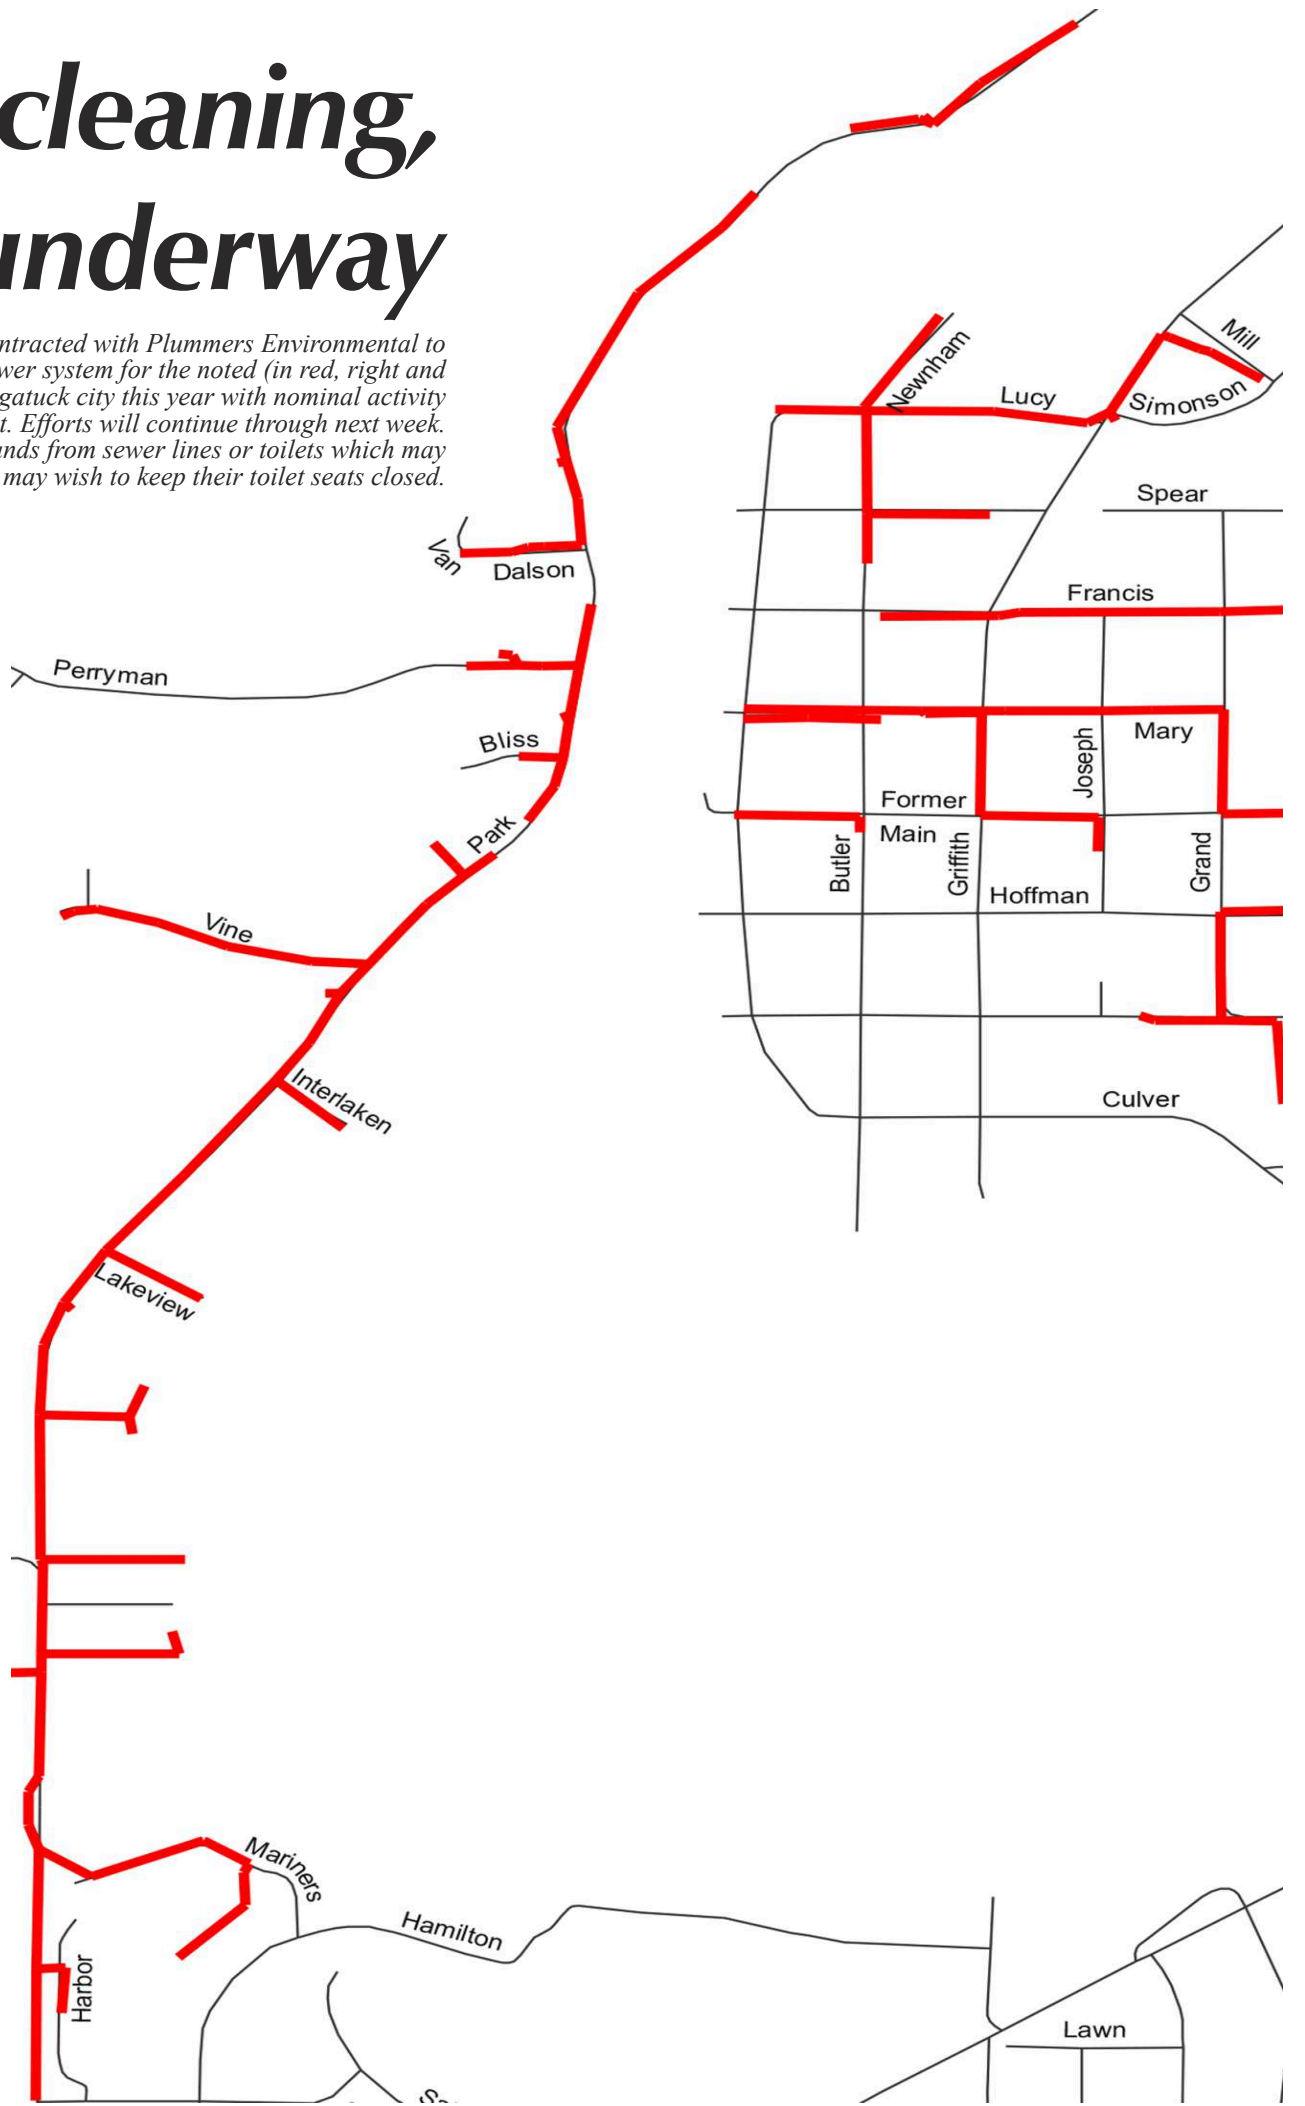 cleaning,
underway
ntracted with Plummers Environmental to
wer system for the noted (in red, right and
gatuck city this year with nominal activity
t. Efforts will continue through next week.
unds from sewer lines or toilets which may
may wish to keep their toilet seats closed.
Mill
Newnham
Lucy
Simonson
Spear
Van
Dalson
Francis
Perryman
Bliss
Joseph
Mary
Former
Main
Park
Butler
Griffith
Grand
Hoffman
Vine
Interlaken
Culver
Lakeview
Mariners
Hamilton
Harbor
Lawn